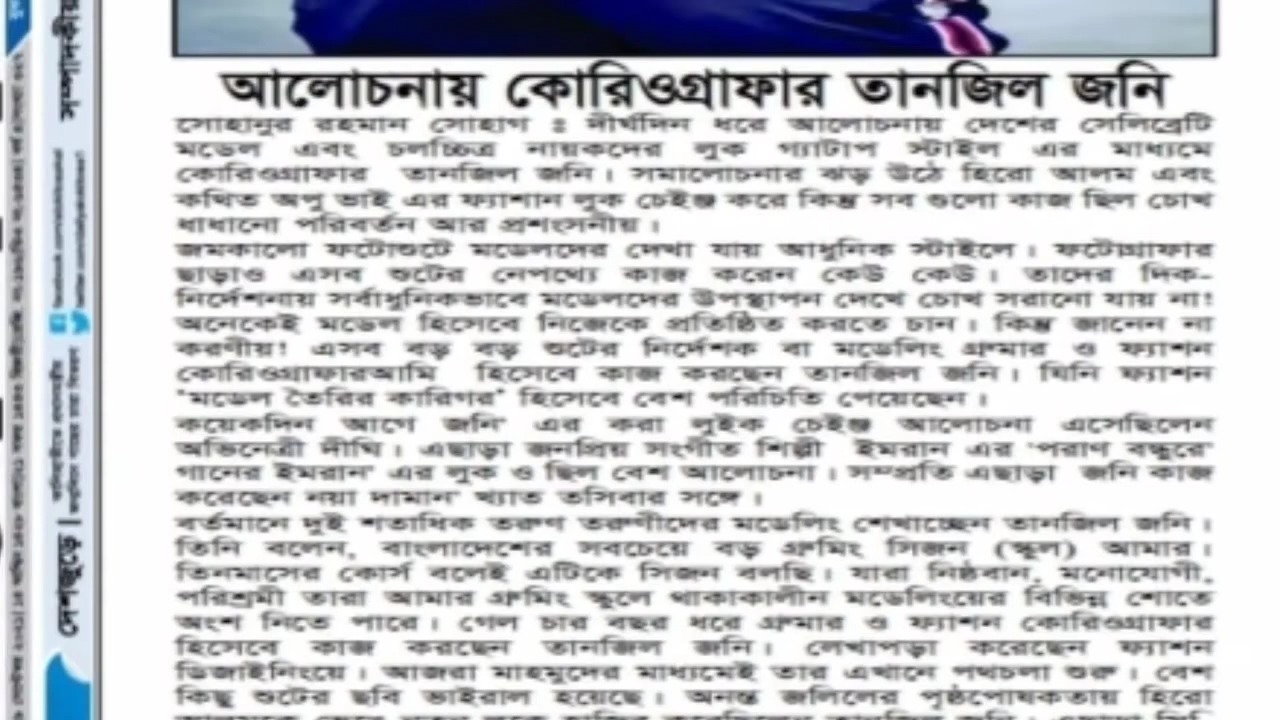 আলোচনায় কোরিওগ্রাফার তানজিল জনি
সোহানুর রহমান সোহাগ ঃ দীর্ঘদিন ধরে আলোচনায় দেশের সেলিব্রেটি
মডেল এবং চলচ্চিত্র নায়কদের লুক গ্যাটাপ স্টাইল এর মাধ্যমে
কোরিওগ্রাফার তানজিল জনি। সমালোচনার ঝড় উঠে হিরো আলম এবং
কথিত অপু ভাই এর ফ্যাশান লুক চেইঞ্জ করে কিন্তু সব গুলো কাজ ছিল চোখ
ধাধানো পরিবর্তন আর প্রশংসনীয়।
জমকালো ফটোশুটে মডেলদের দেখা যায় আধুনিক স্টাইলে। ফটোগ্রাফার
ছাড়াও এসব শুটের নেপথ্যে কাজ করেন কেউ কেউ। তাদের দিক-
নির্দেশনায় সর্বাধুনিকভাবে মডেলদের উপস্থাপন দেখে চোখ সরানো যায় না!
অনেকেই মডেল হিসেবে নিজেকে প্রতিষ্ঠিত করতে চান। কিন্তু জানেন না
করণীয়! এসব বড় বড় শুটের নির্দেশক বা মডেলিং গ্রুমার ও ফ্যাশন
কোরিওগ্রাফারআমি হিসেবে কাজ করছেন তানজিল জনি। যিনি ফ্যাশন
'মডেল তৈরির কারিগর' হিসেবে বেশ পরিচিতি পেয়েছেন।
কয়েকদিন আগে জনি' এর করা লুইক চেইঞ্জ আলোচনা এসেছিলেন
অভিনেত্রী দীঘি। এছাড়া জনপ্রিয় সংগীত শিল্পী ইমরান এর 'পরাণ বন্ধুরে'
গানের ইমরান' এর লুক ও ছিল বেশ আলোচনা। সম্প্রতি এছাড়া জনি কাজ
করেছেন নয়া দামান' খ্যাত তসিবার সঙ্গে।
বর্তমানে দুই শতাধিক তরুণ তরুণীদের মডেলিং শেখাচ্ছেন তানজিল জনি।
তিনি বলেন, বাংলাদেশের সবচেয়ে বড় গ্রুমিং সিজন (স্কুল) আমার।
তিনমাসের কোর্স বলেই এটিকে সিজন বলছি। যারা নিষ্ঠবান, মনোযোগী,
পরিশ্রমী তারা আমার গ্রুমিং স্কুলে থাকাকালীন মডেলিংয়ের বিভিন্ন শোতে
অংশ নিতে পারে। গেল চার বছর ধরে গ্রুমার ও ফ্যাশন কোরিওগ্রাফার
হিসেবে কাজ করছেন তানজিল জনি। লেখাপড়া করেছেন ফ্যাশন
ডিজাইনিংয়ে। আজরা মাহমুদের মাধ্যমেই তার এখানে পথচলা শুরু। বেশ
কিছু শুটের ছবি ভাইরাল হয়েছে। অনন্ত জলিলের পৃষ্ঠপোষকতায় হিরো
সম্পাদকীয়
দেশজুড়ে